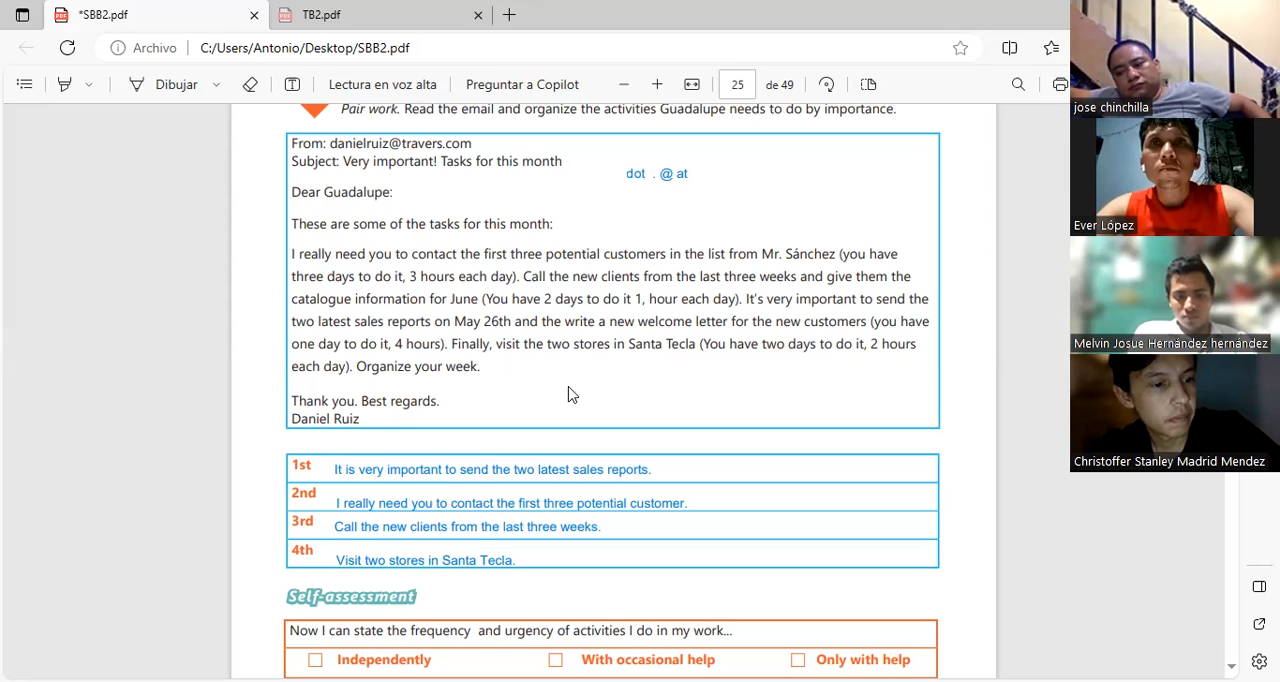 *SBB2.pdf
TB2.pdf
Archivo
C:/Users/Antonio/Desktop/SBB2.pdf
Dibujar
Lectura en voz alta
Preguntar a Copilot
25
de 49
Pair work. Read the email and organize the activities Guadalupe needs to do by importance.
From: danielruiz@travers.com
Subject: Very important! Tasks for this month
dot . @ at
Dear Guadalupe:
These are some of the tasks for this month:
I really need you to contact the first three potential customers in the list from Mr. Sánchez (you have
three days to do it, 3 hours each day). Call the new clients from the last three weeks and give them the
catalogue information for June (You have 2 days to do it 1, hour each day). It's very important to send the
two latest sales reports on May 26th and the write a new welcome letter for the new customers (you have
one day to do it, 4 hours). Finally, visit the two stores in Santa Tecla (You have two days to do it, 2 hours
each day). Organize your week.
Thank you. Best regards.
Daniel Ruiz
1st It is very important to send the two latest sales reports.
2nd I really need you to contact the first three potential customer.
3rd Call the new clients from the last three weeks.
4th Visit two stores in Santa Tecla.
Self-assessment
Now I can state the frequency and urgency of activities I do in my work...
Independently
With occasional help
Only with help
jose chinchilla
Ever López
Melvin Josue Hernández hernández
Christoffer Stanley Madrid Mendez